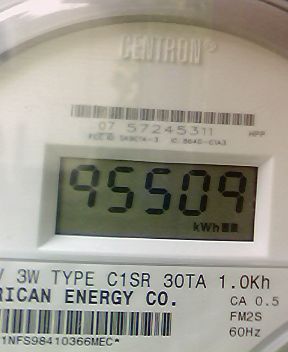 CENTRON®
07 57245311 HPP
95509
kWh
V 3W TYPE C1SR 30TA 1.0Kh
RICAN ENERGY CO.
CA 0.5
FM2S
60Hz
1NFS98410366MEC*